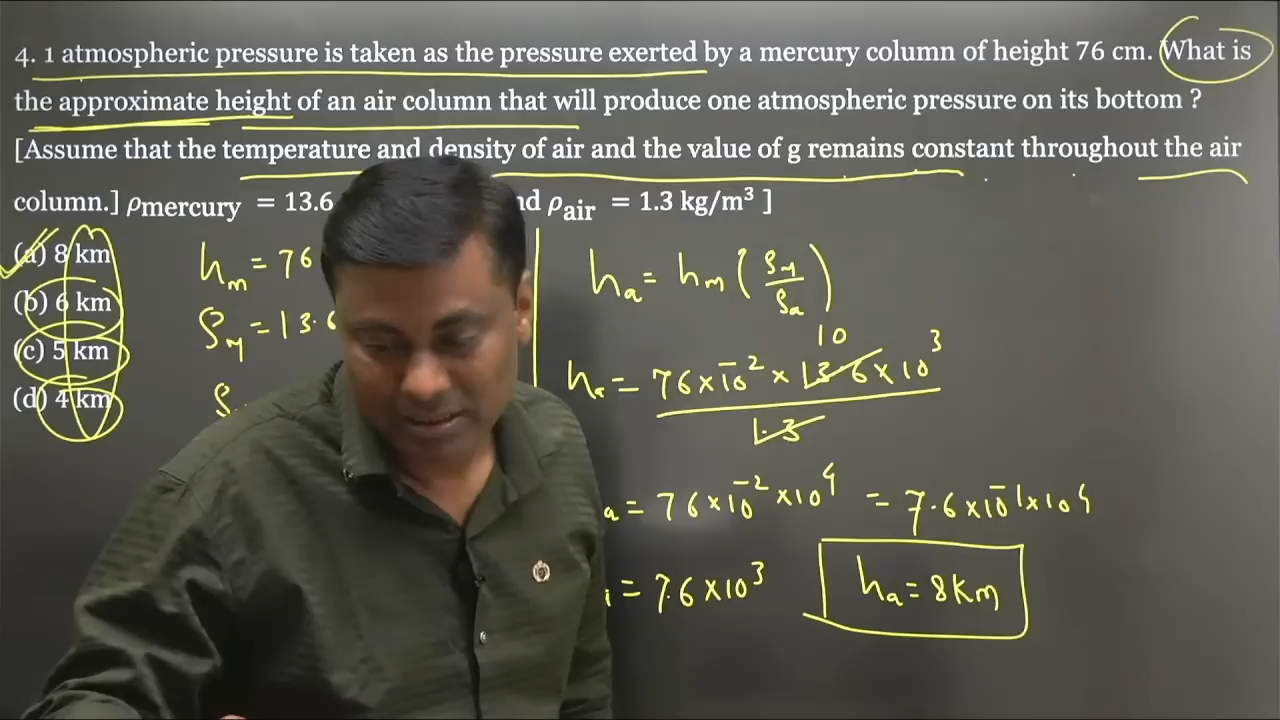 4. 1 atmospheric pressure is taken as the pressure exerted by a mercury column of height 76 cm. What is
the approximate height of an air column that will produce one atmospheric pressure on its bottom ?
[Assume that the temperature and density of air and the value of g remains constant throughout the air
column.] ρmercury = 13.6 nd ρair = 1.3 kg/m³ ]
(a) 8 km
(b) 6 km
(c) 5 km
(d) 4 km
hm = 76
ρm = 13.6
ρ
ha = hm (ρm/ρa)
10
ha = 76×10⁻² × 13.6 × 10³
1.3
a = 76×10⁻² ×10⁴ = 7.6×10⁻¹×10⁴
= 7.6×10³
ha = 8 Km